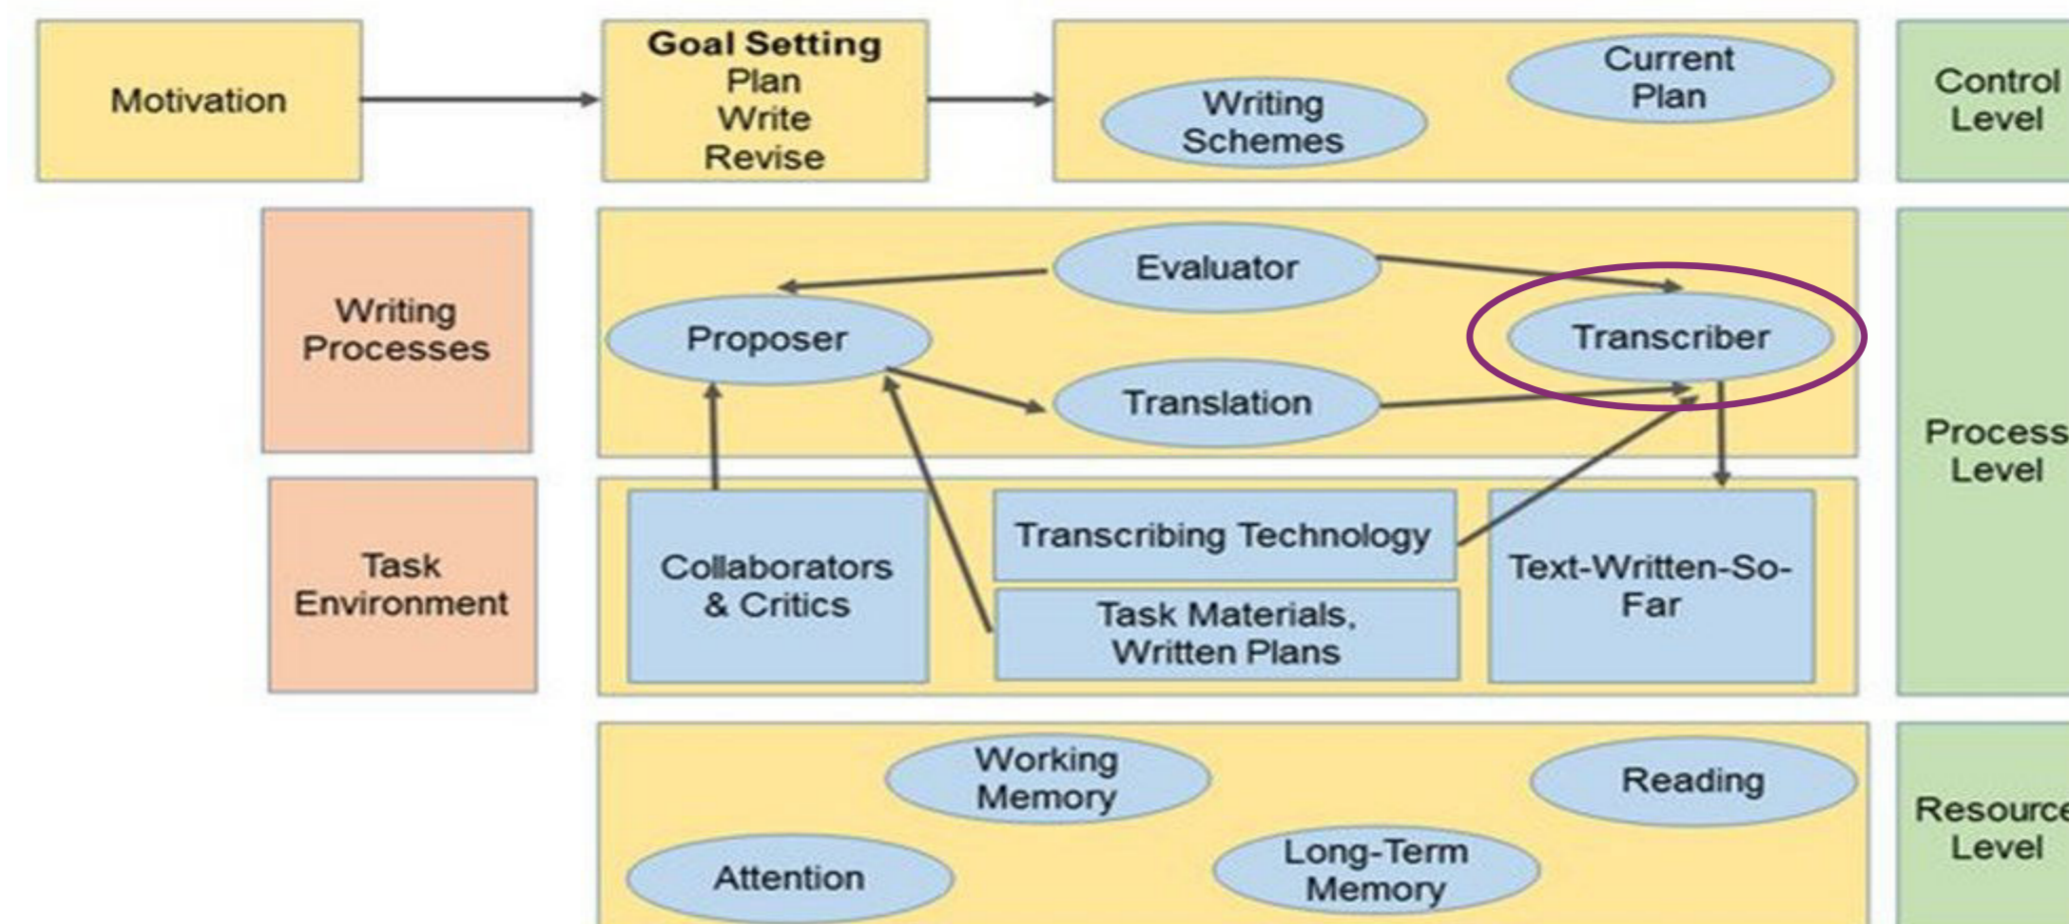 Motivation
Goal Setting
Plan
Write
Revise
Writing
Schemes
Current
Plan
Control
Level
Writing
Processes
Evaluator
Proposer
Transcriber
Translation
Process
Level
Task
Environment
Collaborators
& Critics
Transcribing Technology
Task Materials,
Written Plans
Text-Written-So-
Far
Working
Memory
Reading
Attention
Long-Term
Memory
Resource
Level